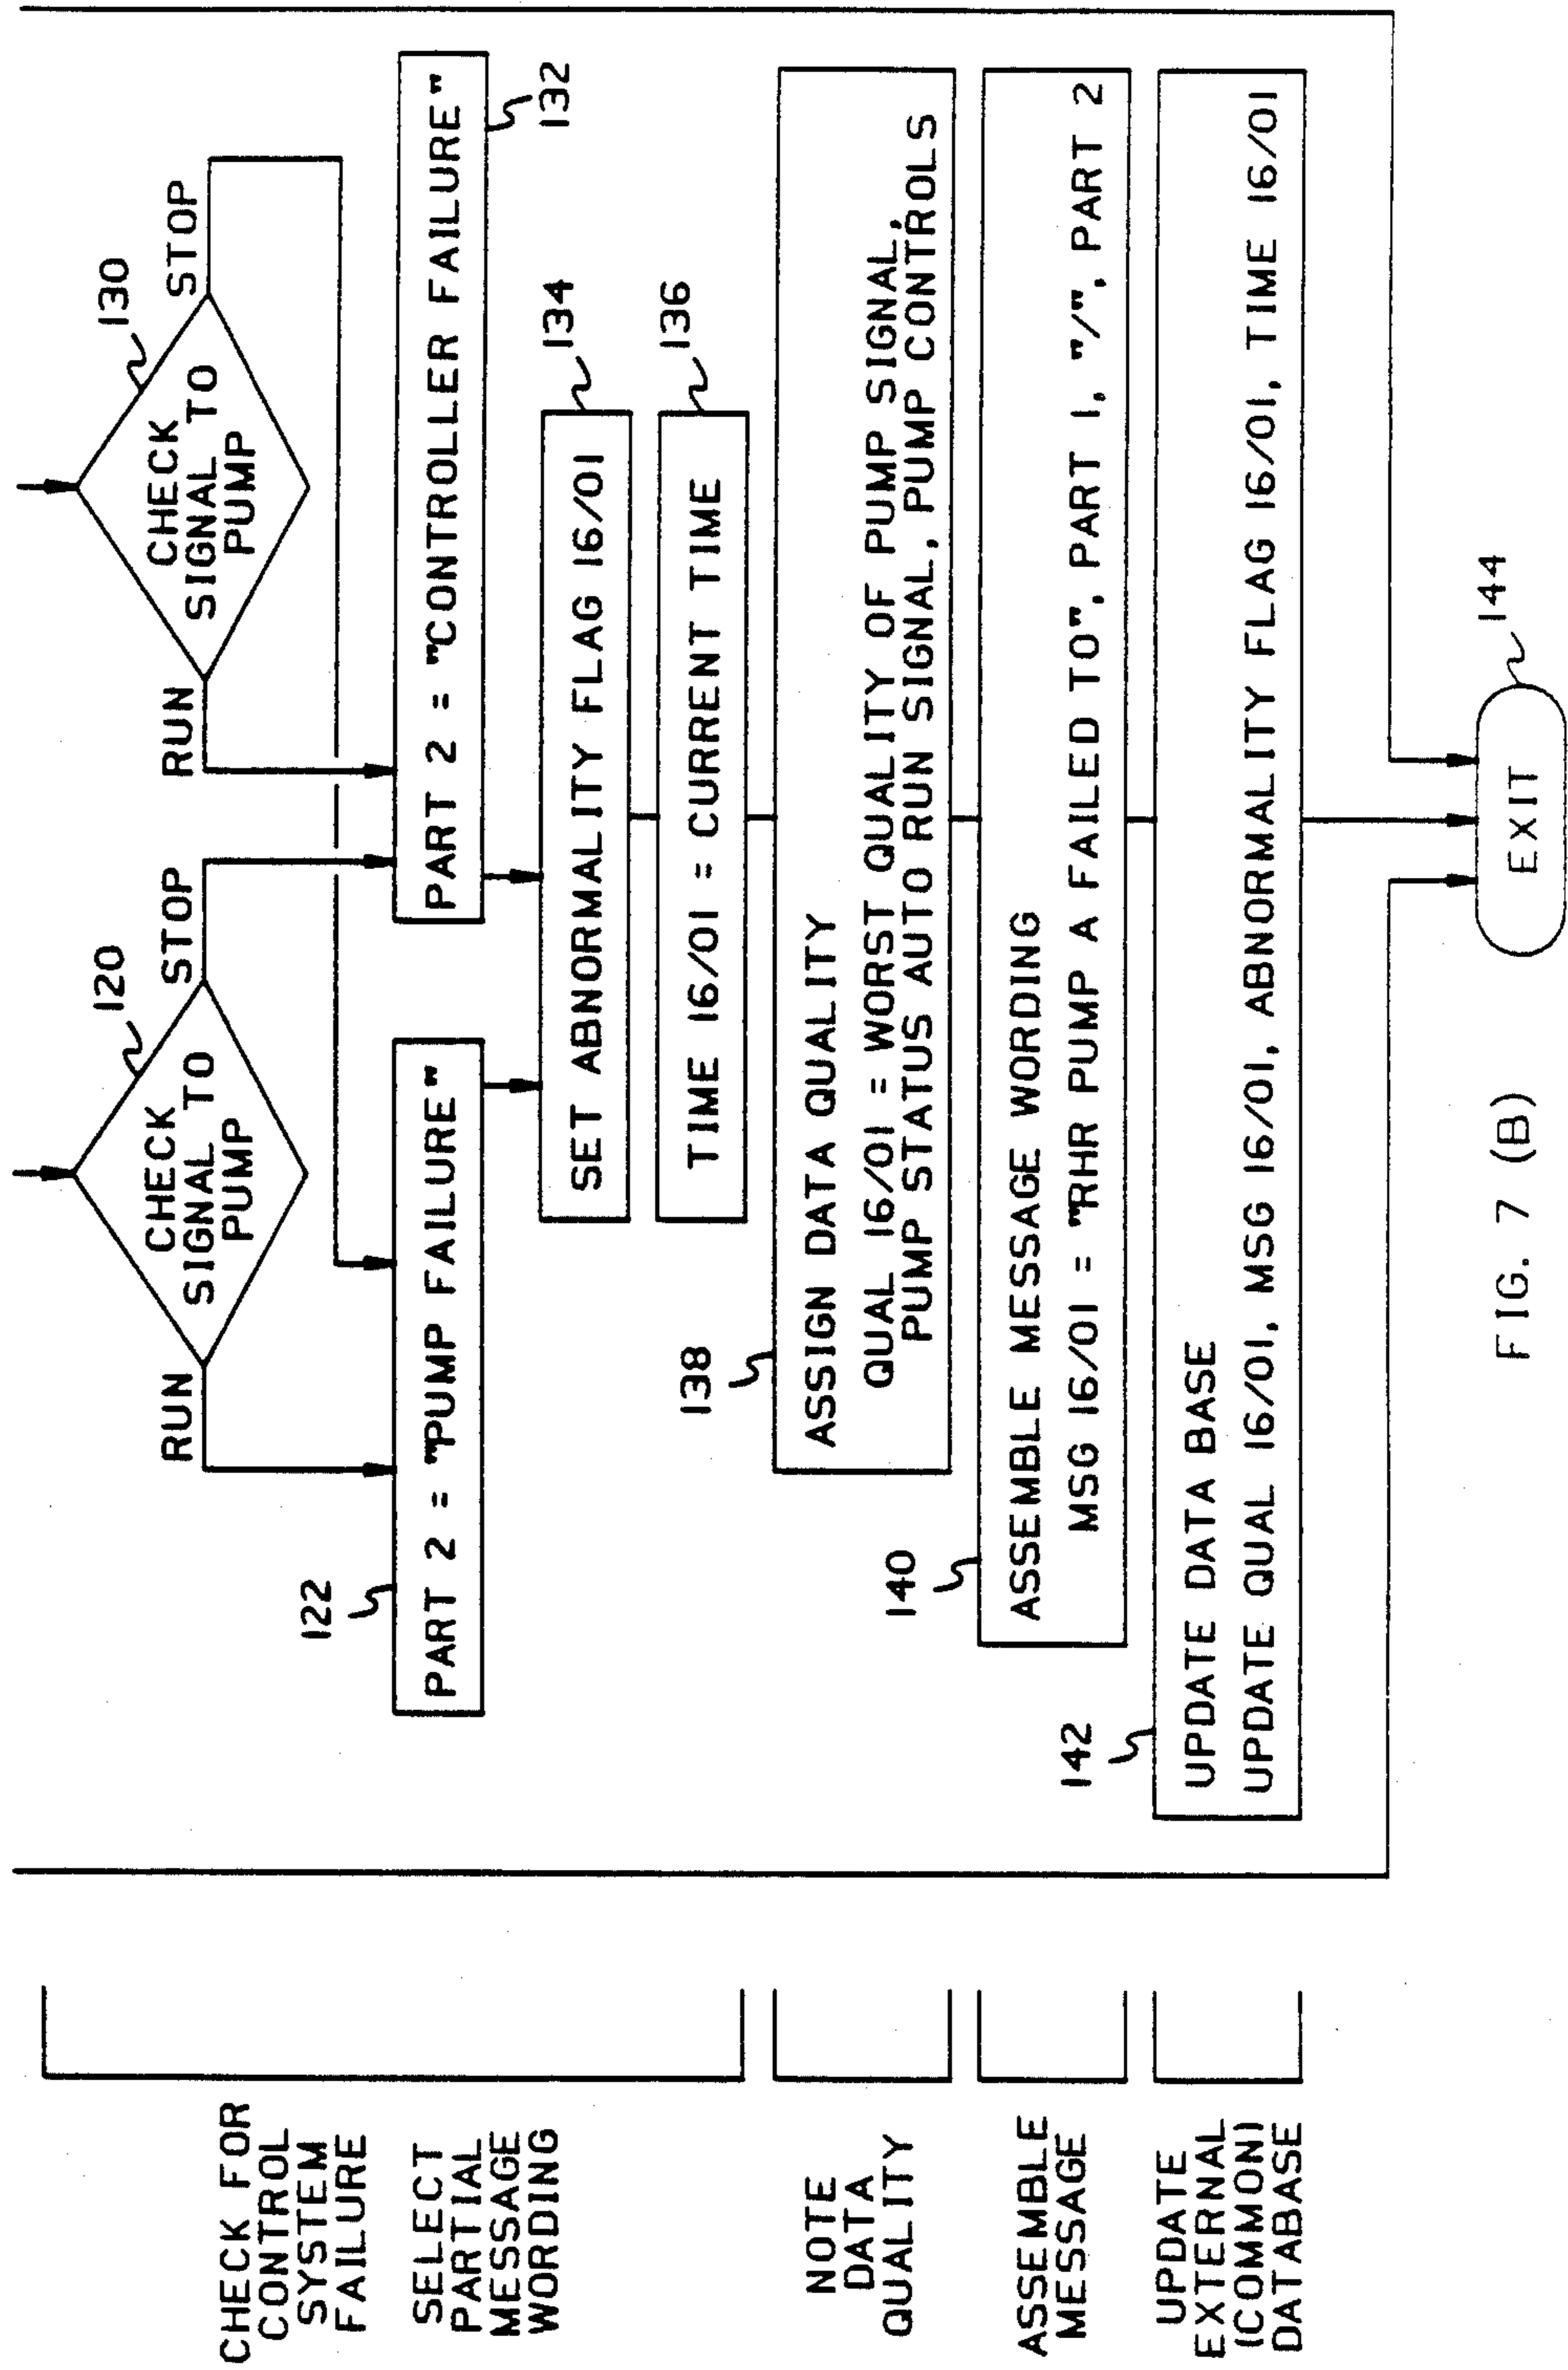 CHECK FOR
CONTROL
SYSTEM
FAILURE
SELECT
PARTIAL
MESSAGE
WORDING
NOTE
DATA
QUALITY
ASSEMBLE
MESSAGE
UPDATE
EXTERNAL
(COMMON)
DATABASE
120
CHECK
SIGNAL TO
PUMP
RUN
STOP
130
CHECK
SIGNAL TO
PUMP
RUN
STOP
122
PART 2 = "PUMP FAILURE"
PART 2 = "CONTROLLER FAILURE"
132
SET ABNORMALITY FLAG 16/01
134
TIME 16/01 = CURRENT TIME
136
138
ASSIGN DATA QUALITY
QUAL 16/01 = WORST QUALITY OF PUMP SIGNAL,
PUMP STATUS AUTO RUN SIGNAL, PUMP CONTROLS
140
ASSEMBLE MESSAGE WORDING
MSG 16/01 = "RHR PUMP A FAILED TO", PART 1, "/", PART 2
142
UPDATE DATA BASE
UPDATE QUAL 16/01, MSG 16/01, ABNORMALITY FLAG 16/01, TIME 16/01
EXIT
144
FIG. 7 (B)